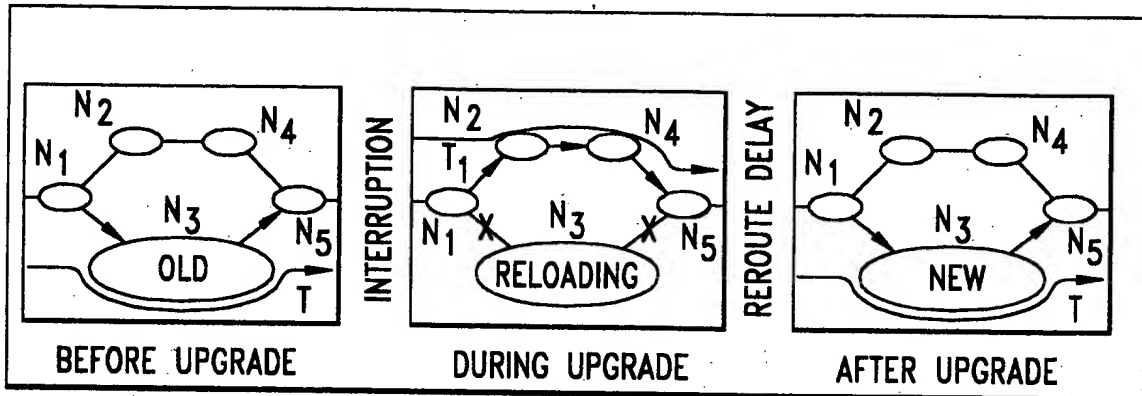 N2
N4
N1
N3
N5
OLD
T
BEFORE UPGRADE
INTERRUPTION
N2
N4
T1
N1
N3
N5
RELOADING
DURING UPGRADE
REROUTE DELAY
N2
N4
N1
N3
N5
NEW
T
AFTER UPGRADE